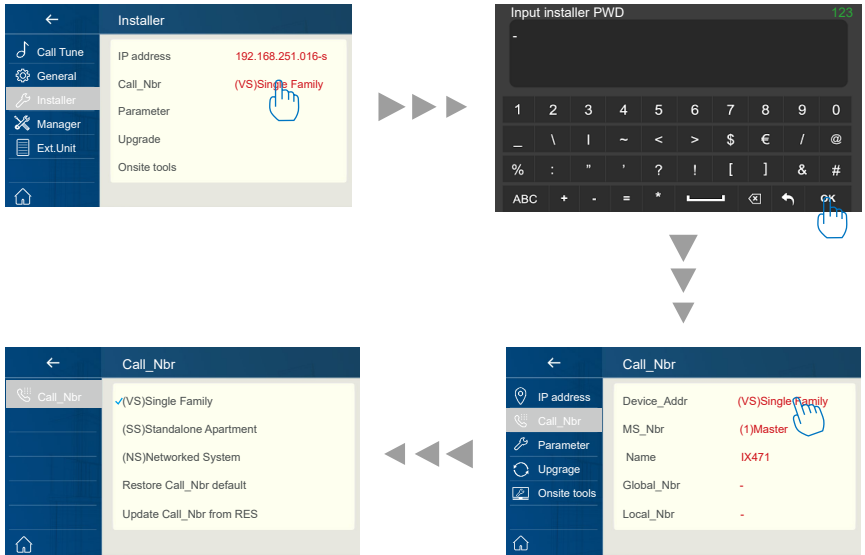 Installer
Call Tune
General
Installer
Manager
Ext.Unit
IP address 192.168.251.016-s
Call_Nbr (VS)Single Family
Parameter
Upgrade
Onsite tools
Input installer PWD 123
-
1 2 3 4 5 6 7 8 9 0
_ \ | ~ < > $ € / @
% : " ' ? ! [ ] & #
ABC + - = * OK
Call_Nbr
Call_Nbr
✓(VS)Single Family
(SS)Standalone Apartment
(NS)Networked System
Restore Call_Nbr default
Update Call_Nbr from RES
Call_Nbr
IP address
Call_Nbr
Parameter
Upgrage
Onsite tools
Device_Addr (VS)Single Family
MS_Nbr (1)Master
Name IX471
Global_Nbr -
Local_Nbr -